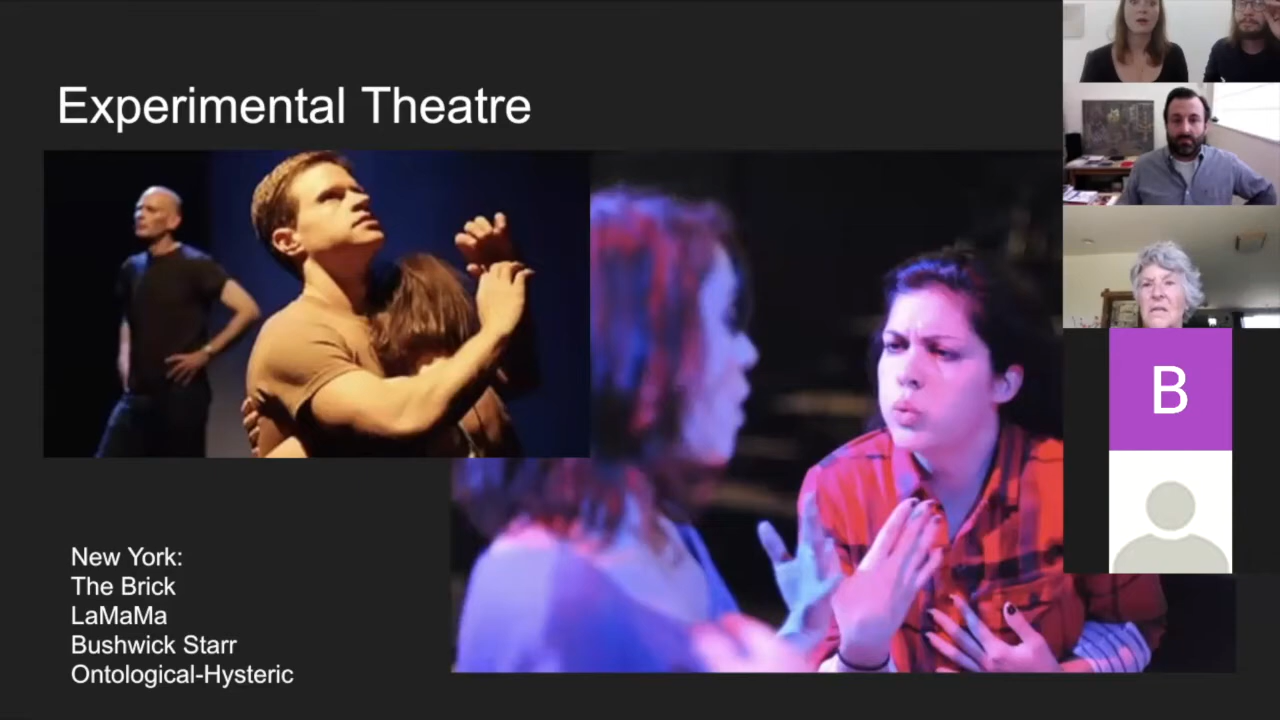 Experimental Theatre
B
New York:
The Brick
LaMaMa
Bushwick Starr
Ontological-Hysteric